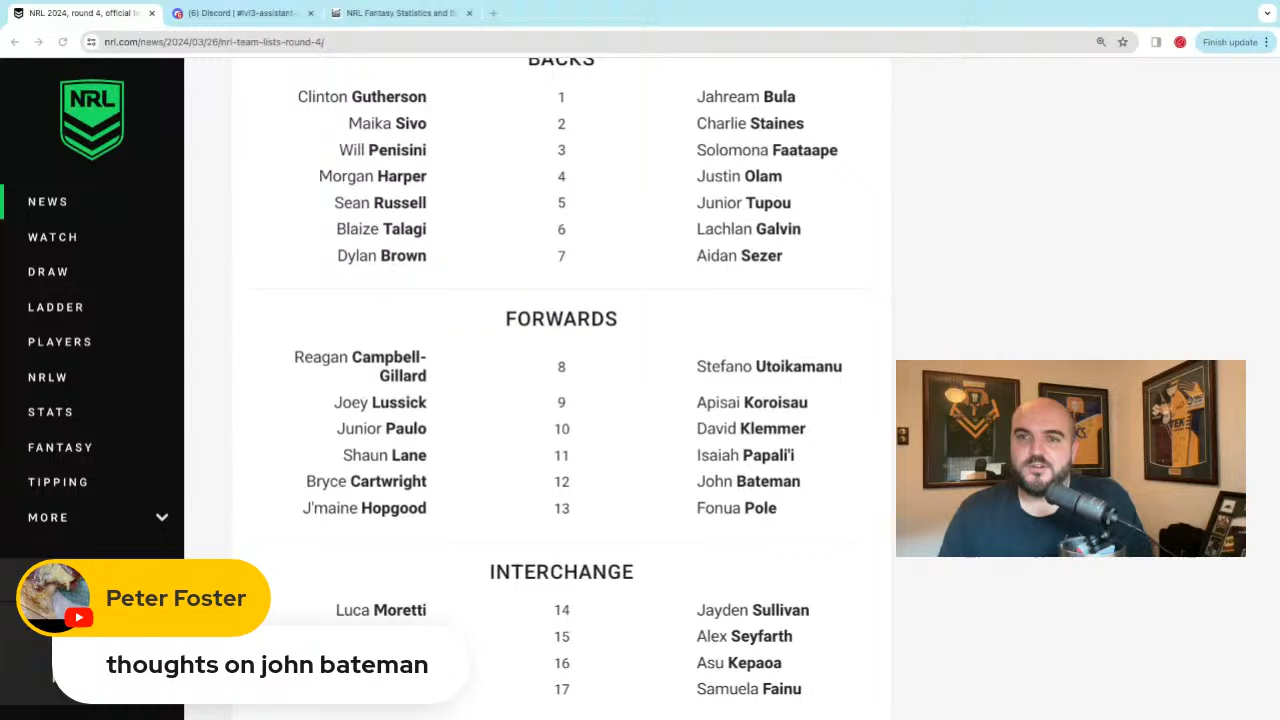 NRL 2024, round 4, official te
(6) Discord | #lvl3-assistant-
NRL Fantasy Statistics and Br
nrl.com/news/2024/03/26/nrl-team-lists-round-4/
Finish update
NRL
NEWS
WATCH
DRAW
LADDER
PLAYERS
NRLW
STATS
FANTASY
TIPPING
MORE
BACKS
Clinton Gutherson 1 Jahream Bula
Maika Sivo 2 Charlie Staines
Will Penisini 3 Solomona Faataape
Morgan Harper 4 Justin Olam
Sean Russell 5 Junior Tupou
Blaize Talagi 6 Lachlan Galvin
Dylan Brown 7 Aidan Sezer
FORWARDS
Reagan Campbell-
Gillard 8 Stefano Utoikamanu
Joey Lussick 9 Apisai Koroisau
Junior Paulo 10 David Klemmer
Shaun Lane 11 Isaiah Papali'i
Bryce Cartwright 12 John Bateman
J'maine Hopgood 13 Fonua Pole
INTERCHANGE
Luca Moretti 14 Jayden Sullivan
15 Alex Seyfarth
16 Asu Kepaoa
17 Samuela Fainu
Peter Foster
thoughts on john bateman